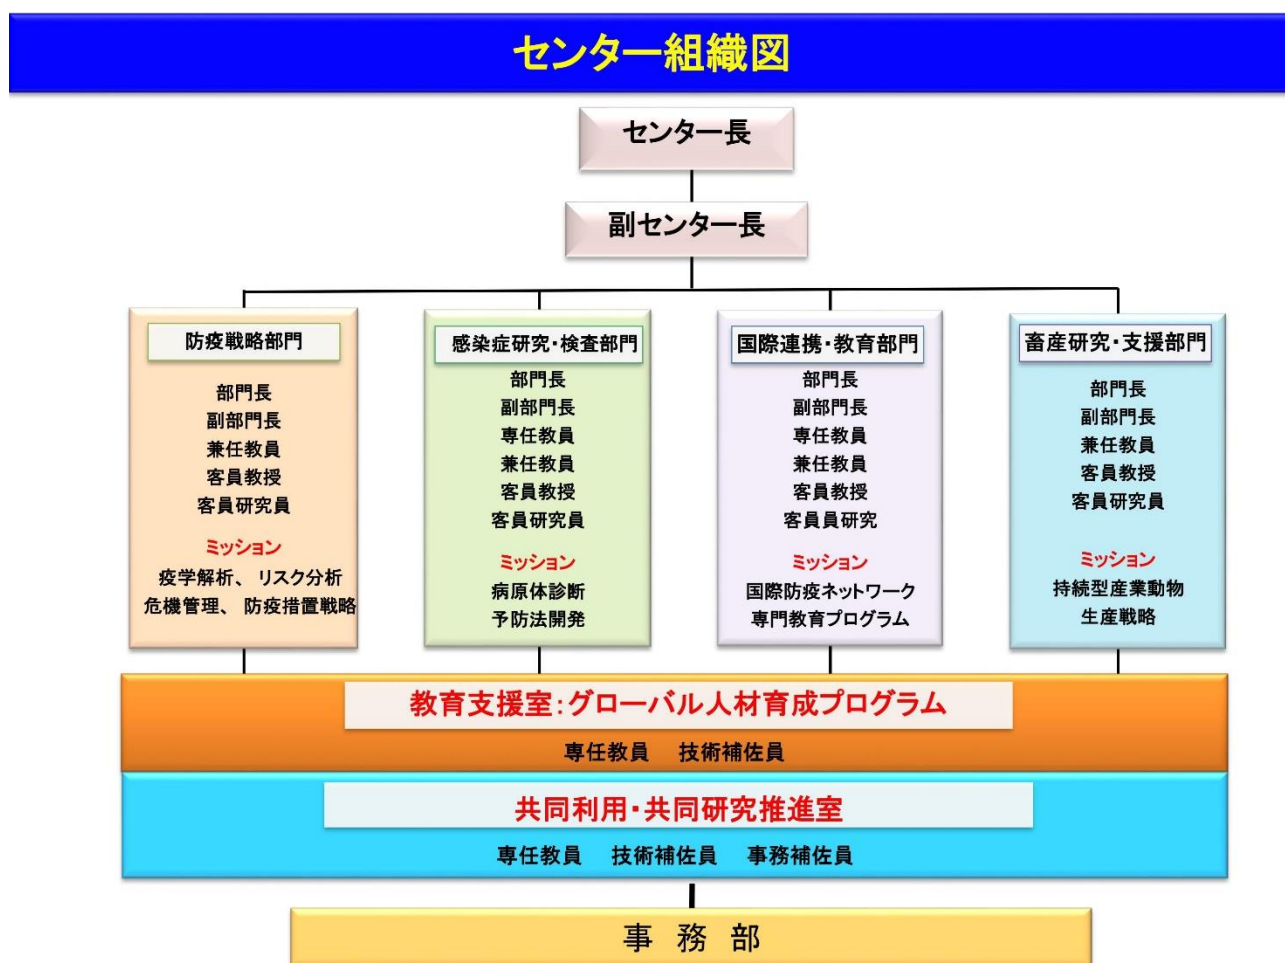 センター組織図
センター長
副センター長
防疫戦略部門
部門長
副部門長
兼任教員
客員教授
客員研究員
ミッション
疫学解析、リスク分析
危機管理、防疫措置戦略
感染症研究・検査部門
部門長
副部門長
専任教員
兼任教員
客員教授
客員研究員
ミッション
病原体診断
予防法開発
国際連携・教育部門
部門長
副部門長
専任教員
兼任教員
客員教授
客員員研究
ミッション
国際防疫ネットワーク
専門教育プログラム
畜産研究・支援部門
部門長
副部門長
兼任教員
客員教授
客員研究員
ミッション
持続型産業動物
生産戦略
教育支援室:グローバル人材育成プログラム
専任教員 技術補佐員
共同利用・共同研究推進室
専任教員 技術補佐員 事務補佐員
事 務 部